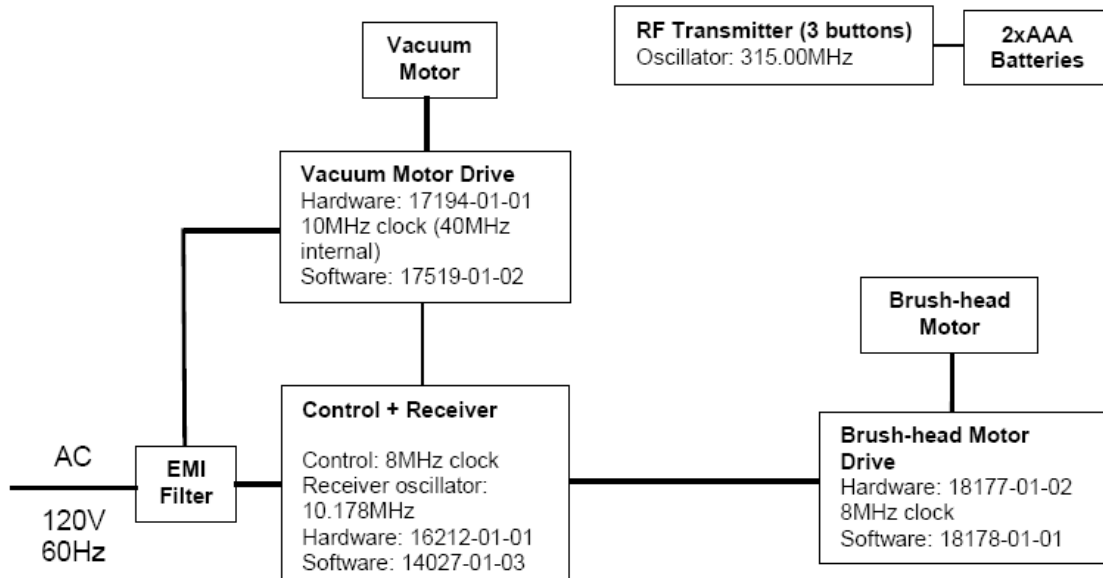 Vacuum
Motor
RF Transmitter (3 buttons)
Oscillator: 315.00MHz
2xAAA
Batteries
Vacuum Motor Drive
Hardware: 17194-01-01
10MHz clock (40MHz
internal)
Software: 17519-01-02
Brush-head
Motor
Control + Receiver
Control: 8MHz clock
Receiver oscillator:
10.178MHz
Hardware: 16212-01-01
Software: 14027-01-03
Brush-head Motor
Drive
Hardware: 18177-01-02
8MHz clock
Software: 18178-01-01
AC
120V
60Hz
EMI
Filter